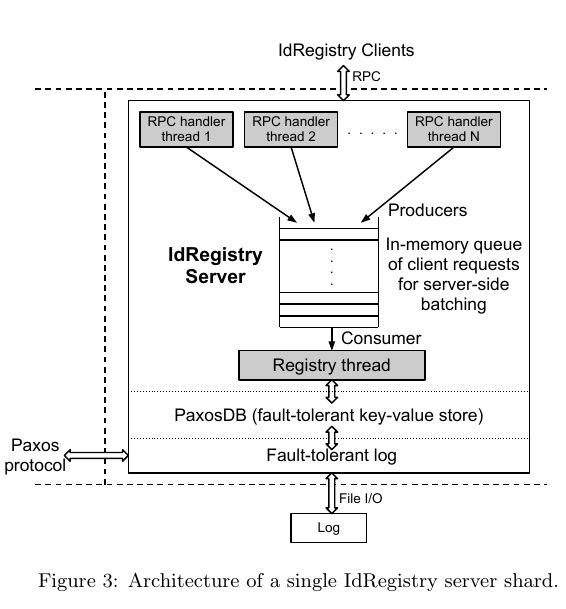 IdRegistry Clients
RPC
RPC handler
thread 1
RPC handler
thread 2
. . . . .
RPC handler
thread N
Producers
IdRegistry
Server
In-memory queue
of client requests
for server-side
batching
Consumer
Registry thread
PaxosDB (fault-tolerant key-value store)
Paxos
protocol
Fault-tolerant log
File I/O
Log
Figure 3: Architecture of a single IdRegistry server shard.